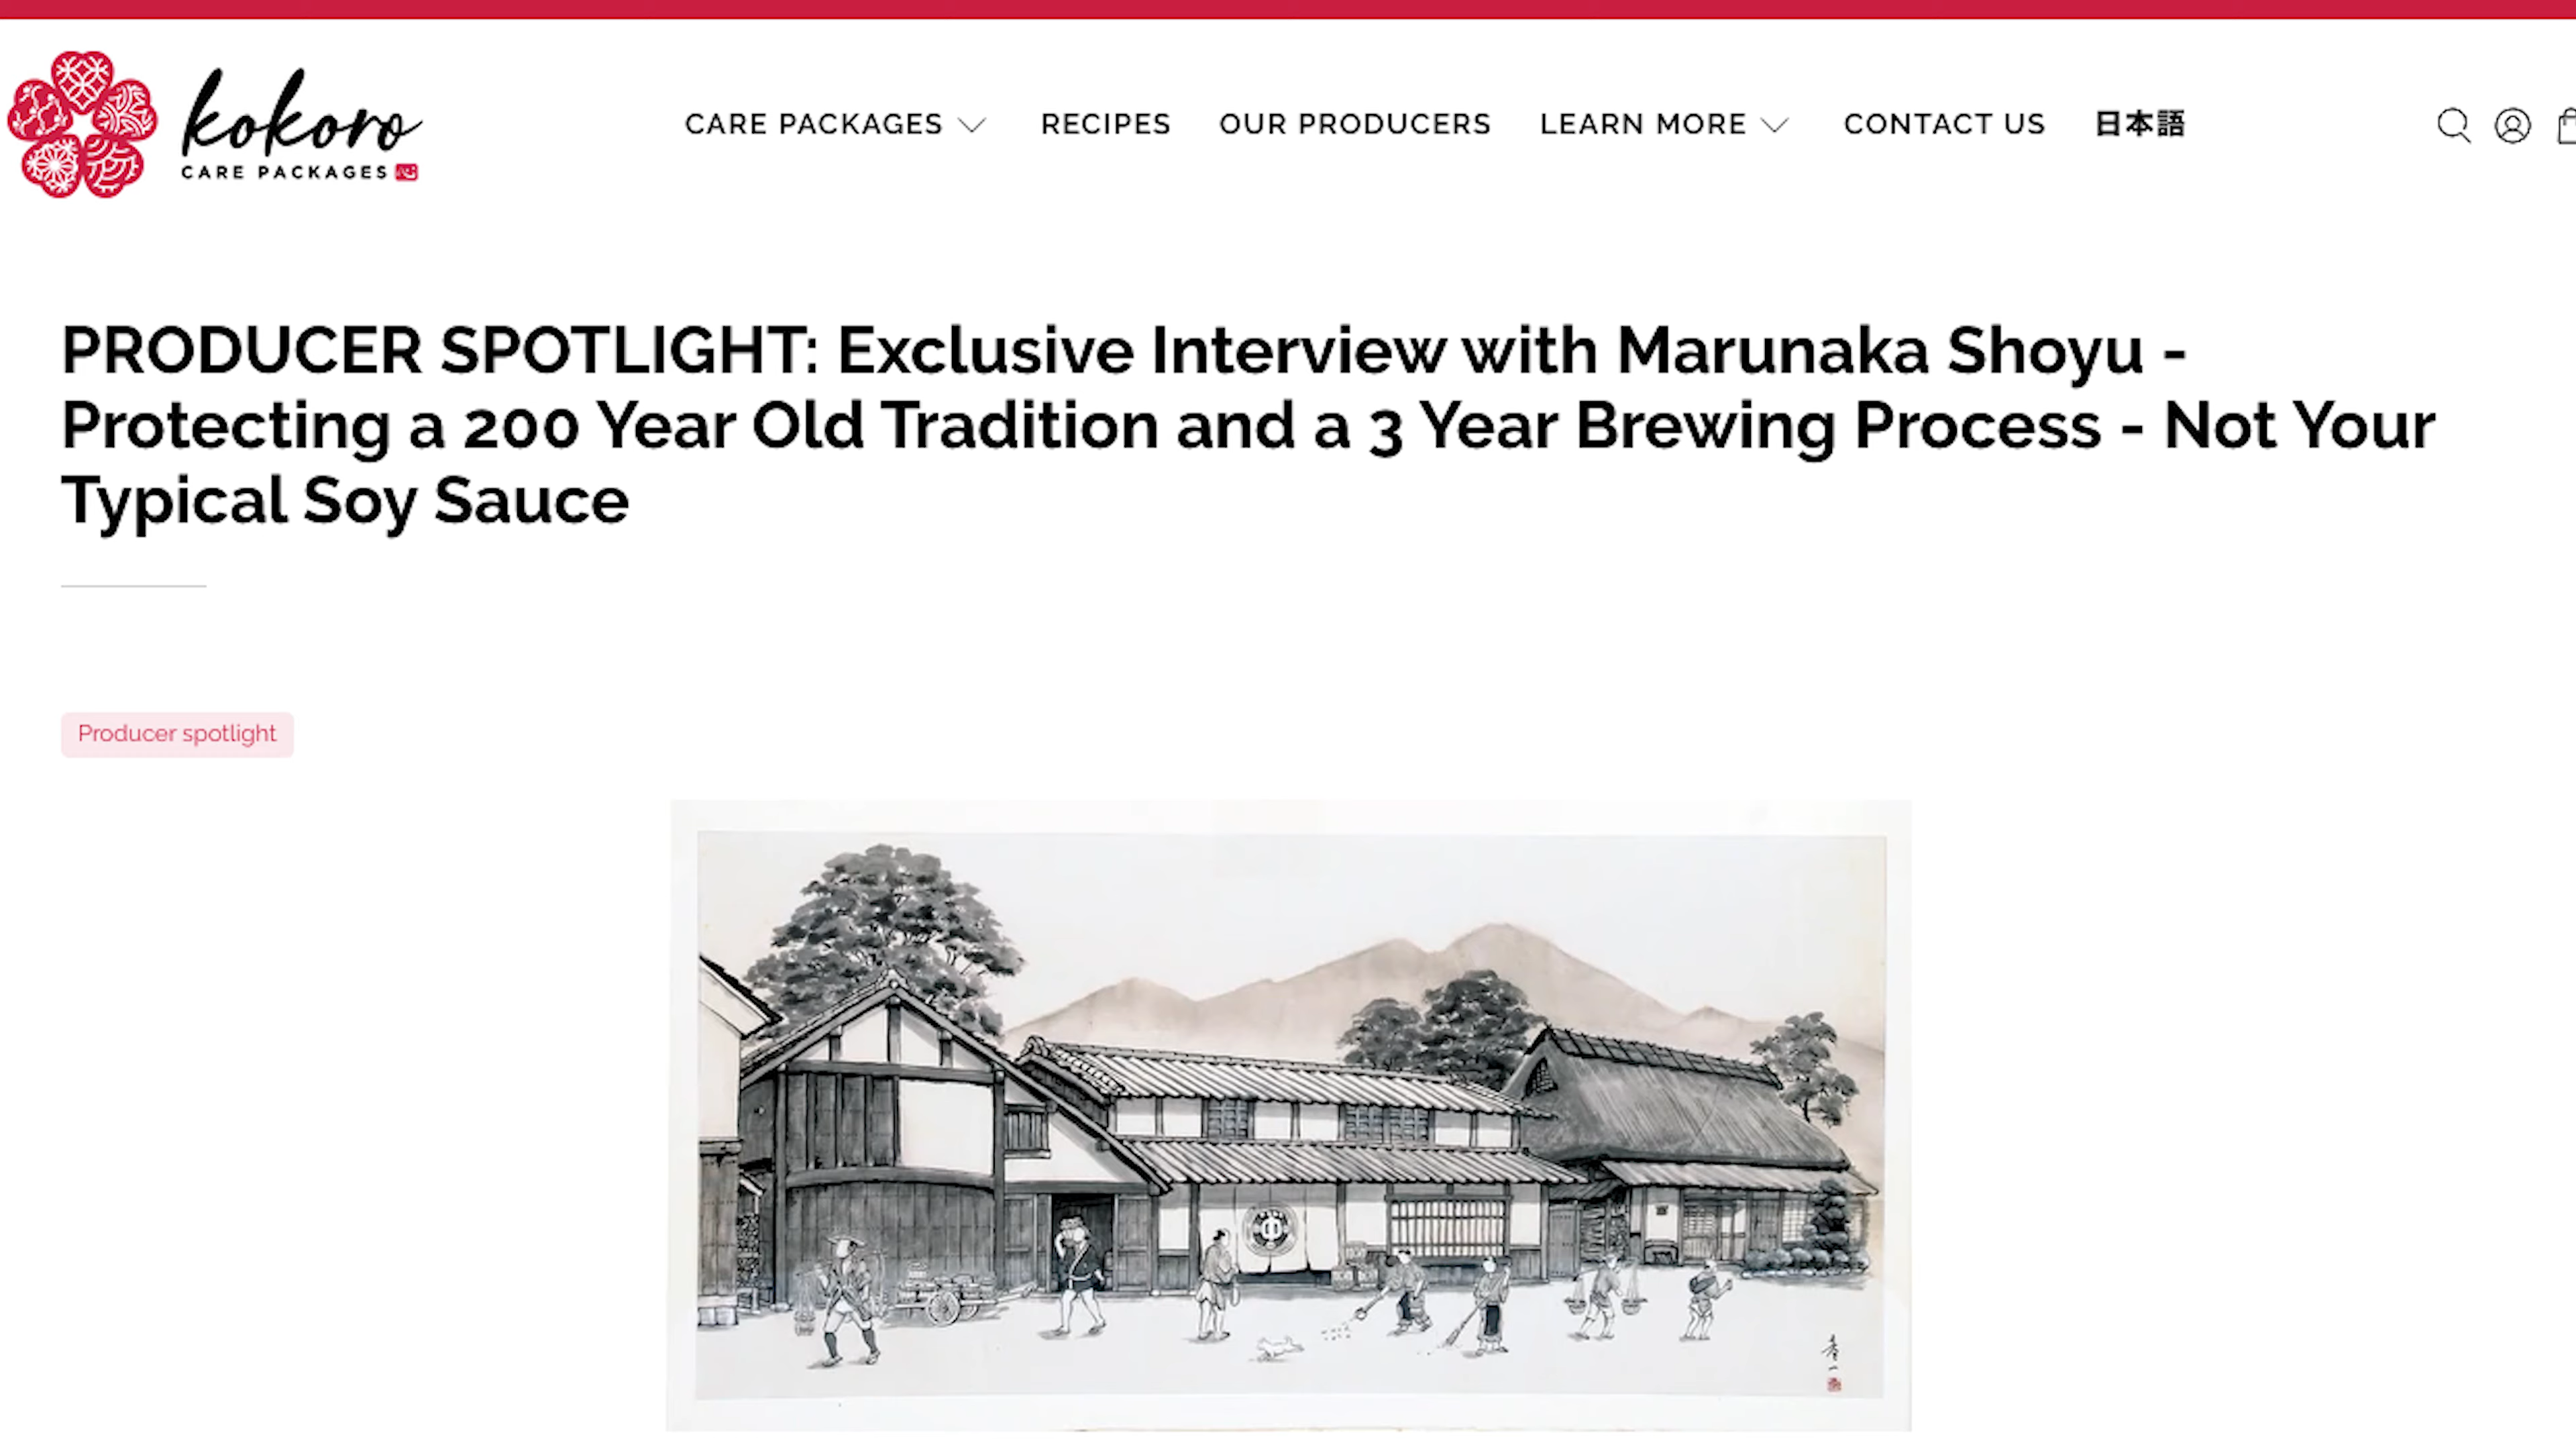 kokoro
CARE PACKAGES 心
CARE PACKAGES
RECIPES
OUR PRODUCERS
LEARN MORE
CONTACT US
日本語
PRODUCER SPOTLIGHT: Exclusive Interview with Marunaka Shoyu -
Protecting a 200 Year Old Tradition and a 3 Year Brewing Process - Not Your
Typical Soy Sauce
Producer spotlight
中